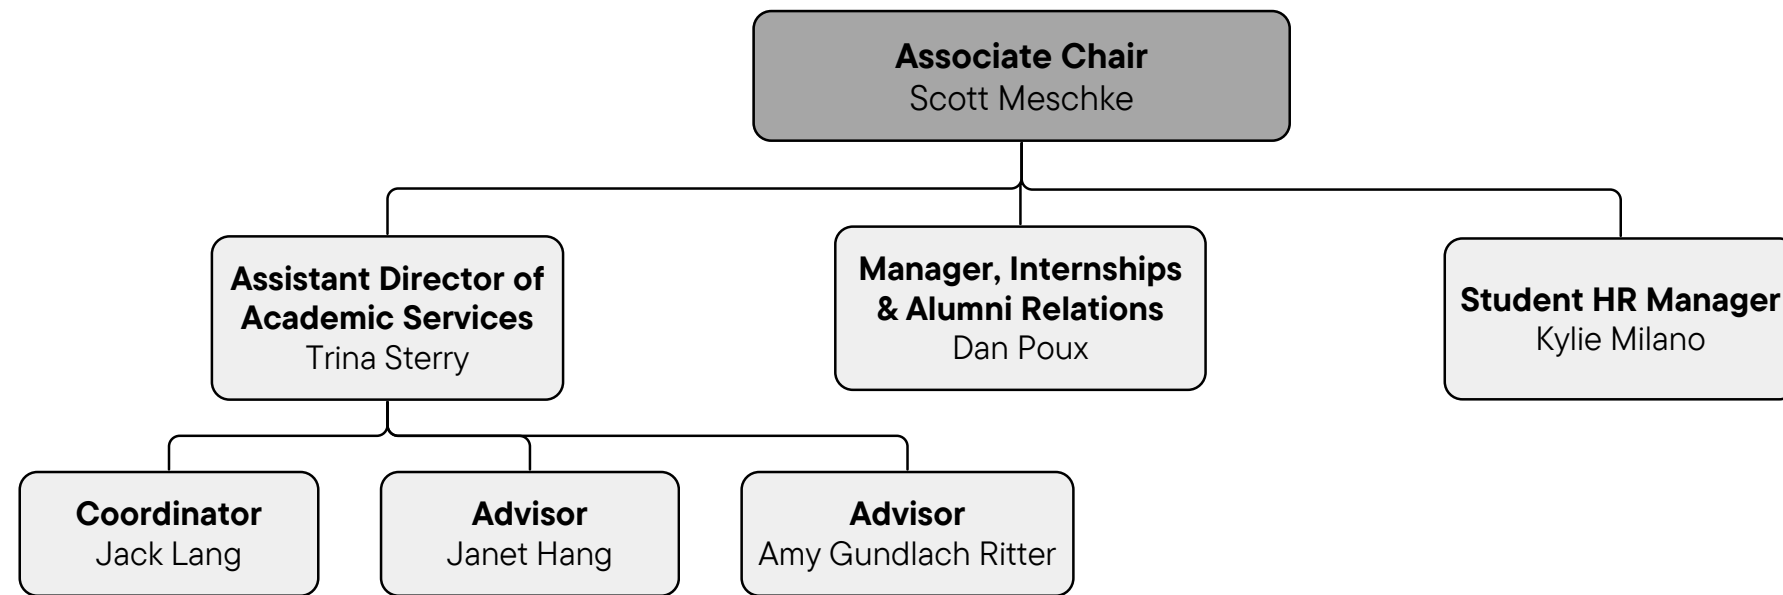 Associate Chair
Scott Meschke
Assistant Director of
Academic Services
Trina Sterry
Manager, Internships
& Alumni Relations
Dan Poux
Student HR Manager
Kylie Milano
Coordinator
Jack Lang
Advisor
Janet Hang
Advisor
Amy Gundlach Ritter